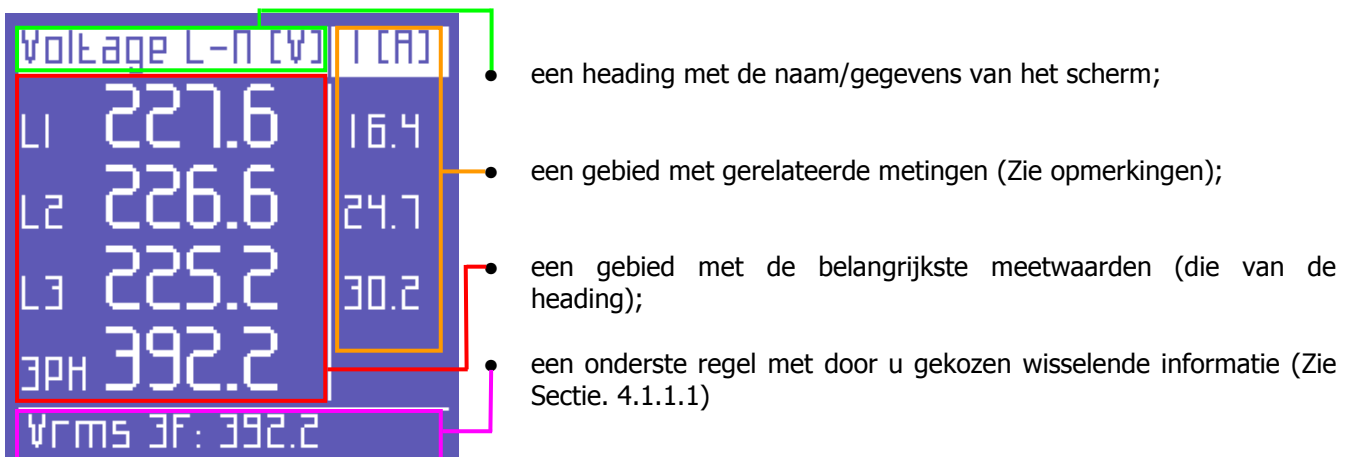 Voltage L-N [V] I [A]
L1 227.6 16.4
L2 226.6 24.7
L3 225.2 30.2
3PH 392.2
Vrms 3F: 392.2
• een heading met de naam/gegevens van het scherm;
• een gebied met gerelateerde metingen (Zie opmerkingen);
• een gebied met de belangrijkste meetwaarden (die van de
heading);
• een onderste regel met door u gekozen wisselende informatie (Zie
Sectie. 4.1.1.1)